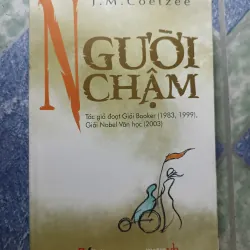 J.M.Coetzee
NGƯỜI
CHẬM
Tác giả đoạt Giải Booker (1983, 1999),
Giải Nobel Văn học (2003)